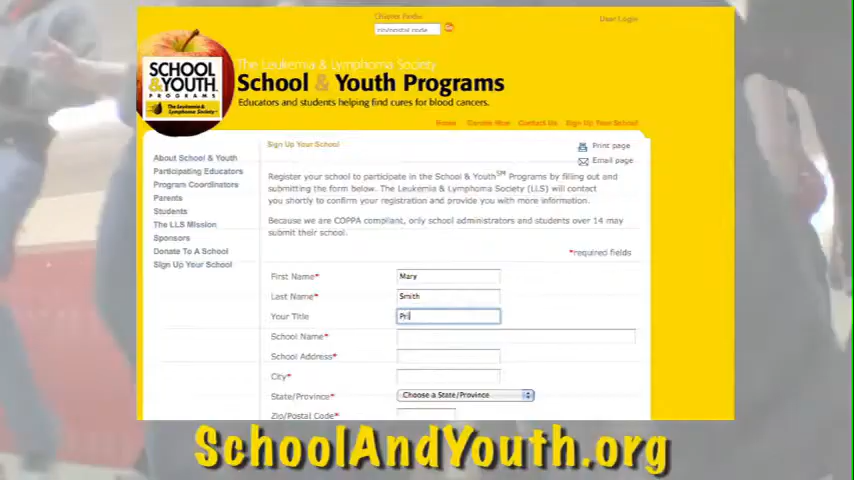 Chapter Finder
zip/postal code
Go
User Login
The Leukemia & Lymphoma Society
School & Youth Programs
Educators and students helping find cures for blood cancers.
SCHOOL
&YOUTH
PROGRAMS
The Leukemia &
Lymphoma Society
Home Donate Now Contact Us Sign Up Your School
Sign Up Your School
Print page
Email page
About School & Youth
Participating Educators
Program Coordinators
Parents
Students
The LLS Mission
Sponsors
Donate To A School
Sign Up Your School
Register your school to participate in the School & Youth℠ Programs by filling out and
submitting the form below. The Leukemia & Lymphoma Society (LLS) will contact
you shortly to confirm your registration and provide you with more information.
Because we are COPPA compliant, only school administrators and students over 14 may
submit their school.
*required fields
First Name* Mary
Last Name* Smith
Your Title Pri
School Name*
School Address*
City*
State/Province* Choose a State/Province
Zip/Postal Code*
SchoolAndYouth.org